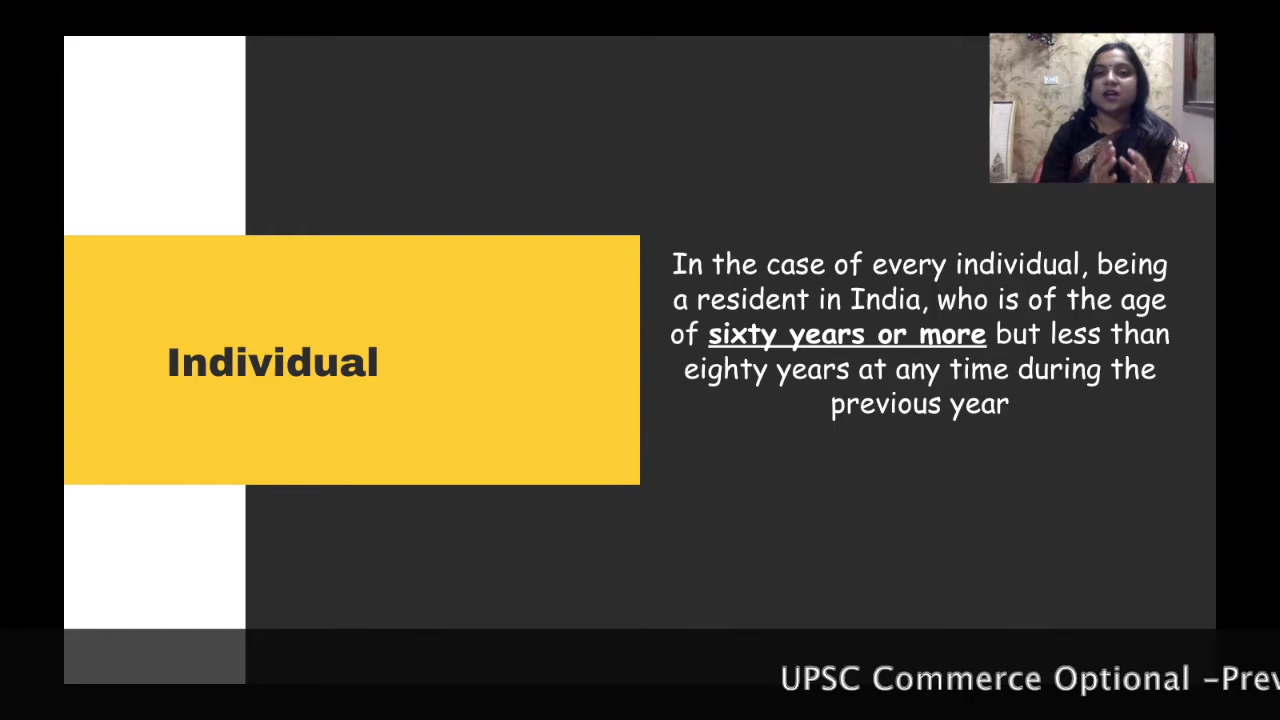 Individual
In the case of every individual, being
a resident in India, who is of the age
of sixty years or more but less than
eighty years at any time during the
previous year
UPSC Commerce Optional –Prev